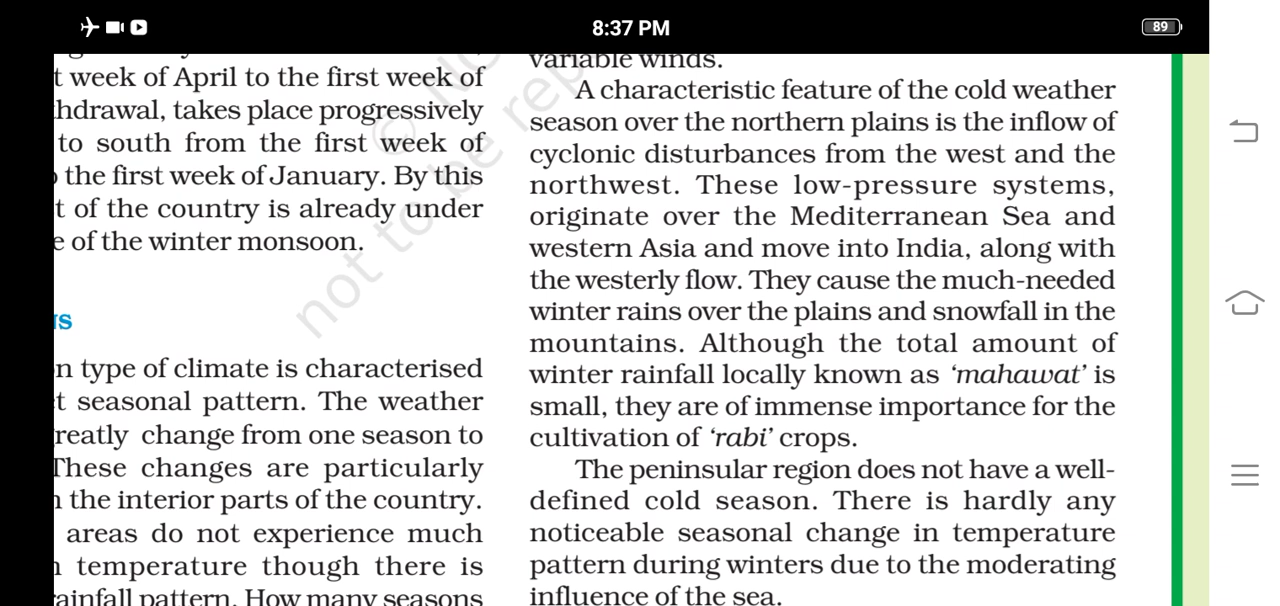 8:37 PM
89
t week of April to the first week of
hdrawal, takes place progressively
to south from the first week of
the first week of January. By this
t of the country is already under
e of the winter monsoon.
NS
n type of climate is characterised
t seasonal pattern. The weather
reatly change from one season to
These changes are particularly
the interior parts of the country.
areas do not experience much
temperature though there is
rainfall pattern. How many seasons
variable winds.
A characteristic feature of the cold weather
season over the northern plains is the inflow of
cyclonic disturbances from the west and the
northwest. These low-pressure systems,
originate over the Mediterranean Sea and
western Asia and move into India, along with
the westerly flow. They cause the much-needed
winter rains over the plains and snowfall in the
mountains. Although the total amount of
winter rainfall locally known as ‘mahawat’ is
small, they are of immense importance for the
cultivation of ‘rabi’ crops.
The peninsular region does not have a well-
defined cold season. There is hardly any
noticeable seasonal change in temperature
pattern during winters due to the moderating
influence of the sea.
not to be rep